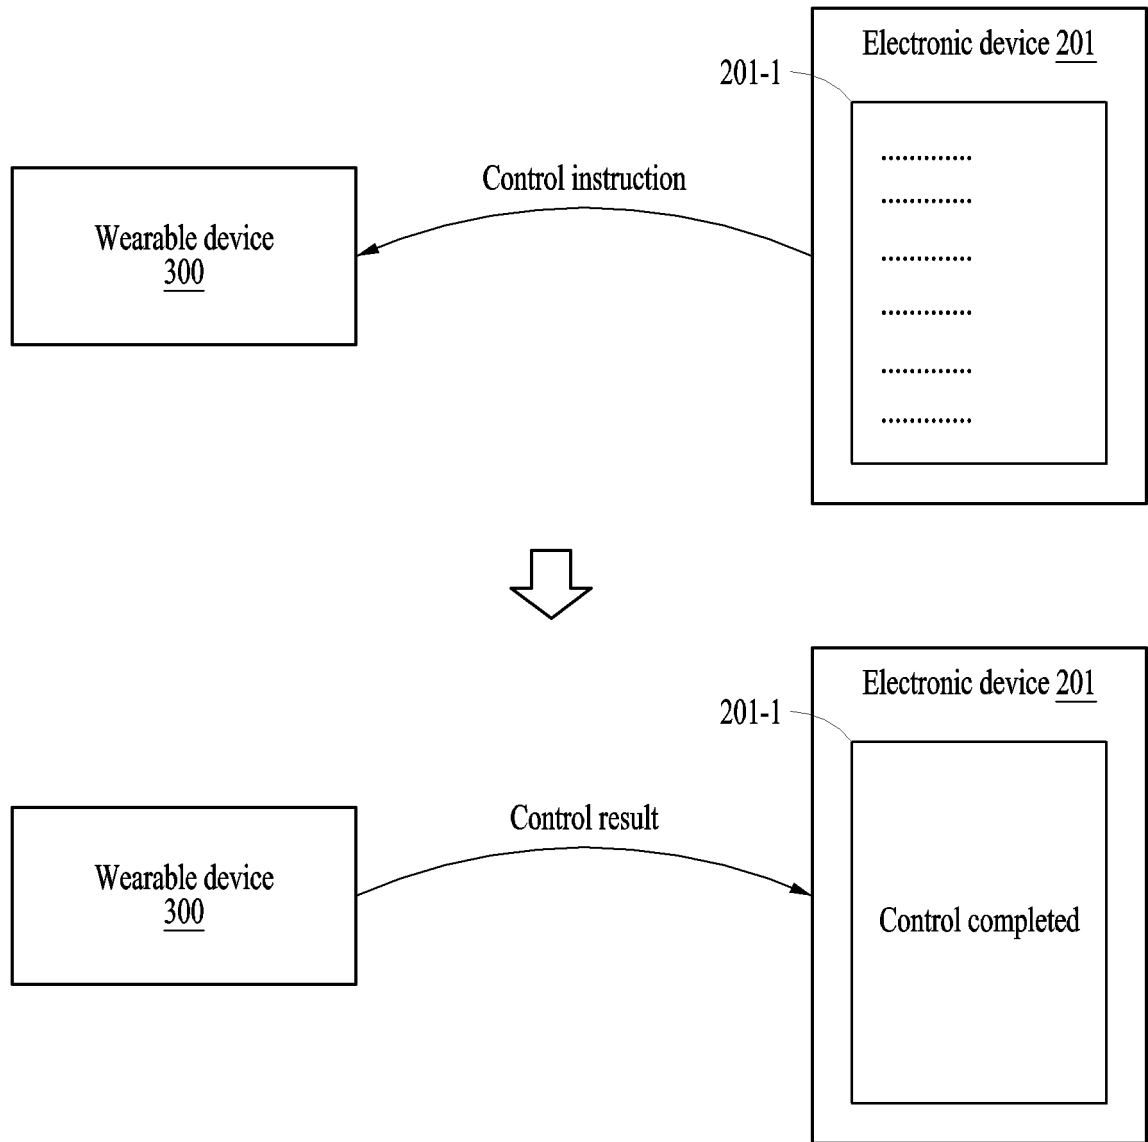 Electronic device 201
201-1
.............
.............
.............
.............
.............
.............
Control instruction
Wearable device
300
Electronic device 201
201-1
Control result
Wearable device
300
Control completed